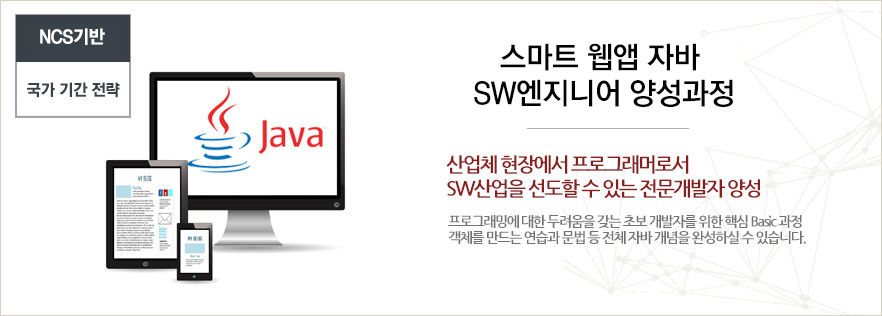 NCS기반
국가 기간 전략
스마트 웹앱 자바
SW엔지니어 양성과정
Java
MY BLOG
MY BLOG
산업체 현장에서 프로그래머로서
SW산업을 선도할 수 있는 전문개발자 양성
프로그래밍에 대한 두려움을 갖는 초보 개발자를 위한 핵심 Basic 과정
객체를 만드는 연습과 문법 등 전체 자바 개념을 완성하실 수 있습니다.